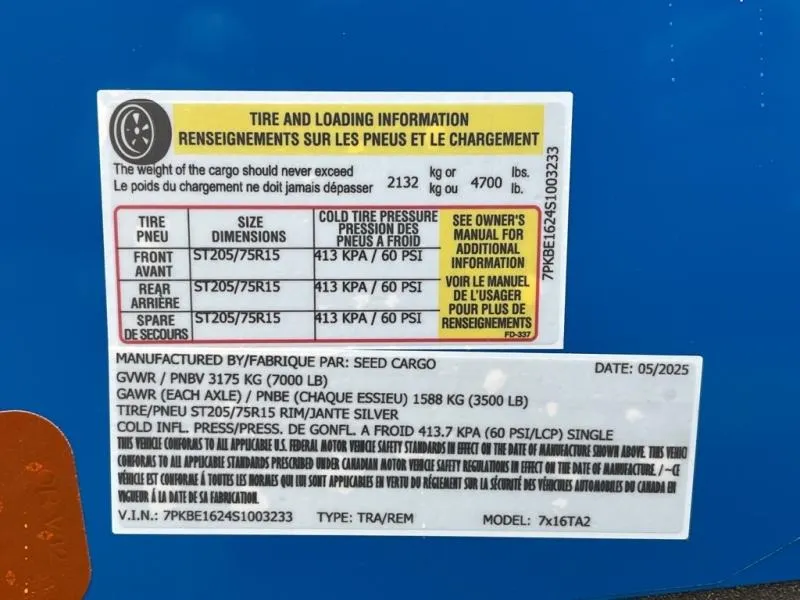 TIRE AND LOADING INFORMATION
RENSEIGNEMENTS SUR LES PNEUS ET LE CHARGEMENT
The weight of the cargo should never exceed
Le poids du chargement ne doit jamais dépasser
2132
kg or
kg ou
4700
lbs.
lb.
7PKBE1624S1003233
TIRE
PNEU
SIZE
DIMENSIONS
COLD TIRE PRESSURE
PRESSION DES
PNEUS A FROID
SEE OWNER'S
MANUAL FOR
ADDITIONAL
INFORMATION
VOIR LE MANUEL
DE L'USAGER
POUR PLUS DE
RENSEIGNEMENTS
FD-337
FRONT
AVANT
ST205/75R15
413 KPA / 60 PSI
REAR
ARRIÈRE
ST205/75R15
413 KPA / 60 PSI
SPARE
DE SECOURS
ST205/75R15
413 KPA / 60 PSI
MANUFACTURED BY/FABRIQUE PAR: SEED CARGO
DATE: 05/2025
GVWR / PNBV 3175 KG (7000 LB)
GAWR (EACH AXLE) / PNBE (CHAQUE ESSIEU) 1588 KG (3500 LB)
TIRE/PNEU ST205/75R15 RIM/JANTE SILVER
COLD INFL. PRESS/PRESS. DE GONFL. A FROID 413.7 KPA (60 PSI/LCP) SINGLE
THIS VEHICLE CONFORMS TO ALL APPLICABLE U.S. FEDERAL MOTOR VEHICLE SAFETY STANDARDS IN EFFECT ON THE DATE OF MANUFACTURE SHOWN ABOVE. THIS VEHICL
CONFORMS TO ALL APPLICABLE STANDARDS PRESCRIBED UNDER CANADIAN MOTOR VEHICLE SAFETY REGULATIONS IN EFFECT ON THE DATE OF MANUFACTURE. / ~CE
VÉHICLE EST CONFORME Á TOUTES LES NORMES QUI LUI SONT APPLICABLES EN VERTU DU RÉGLEMENT SUR LA SÉCURITÉ DES VÉHICULES AUTOMOBILES DU CANADA EN
VIGUEUR Á LA DATE DE SA FABRICATION.
V.I.N.: 7PKBE1624S1003233
TYPE: TRA/REM
MODEL: 7x16TA2